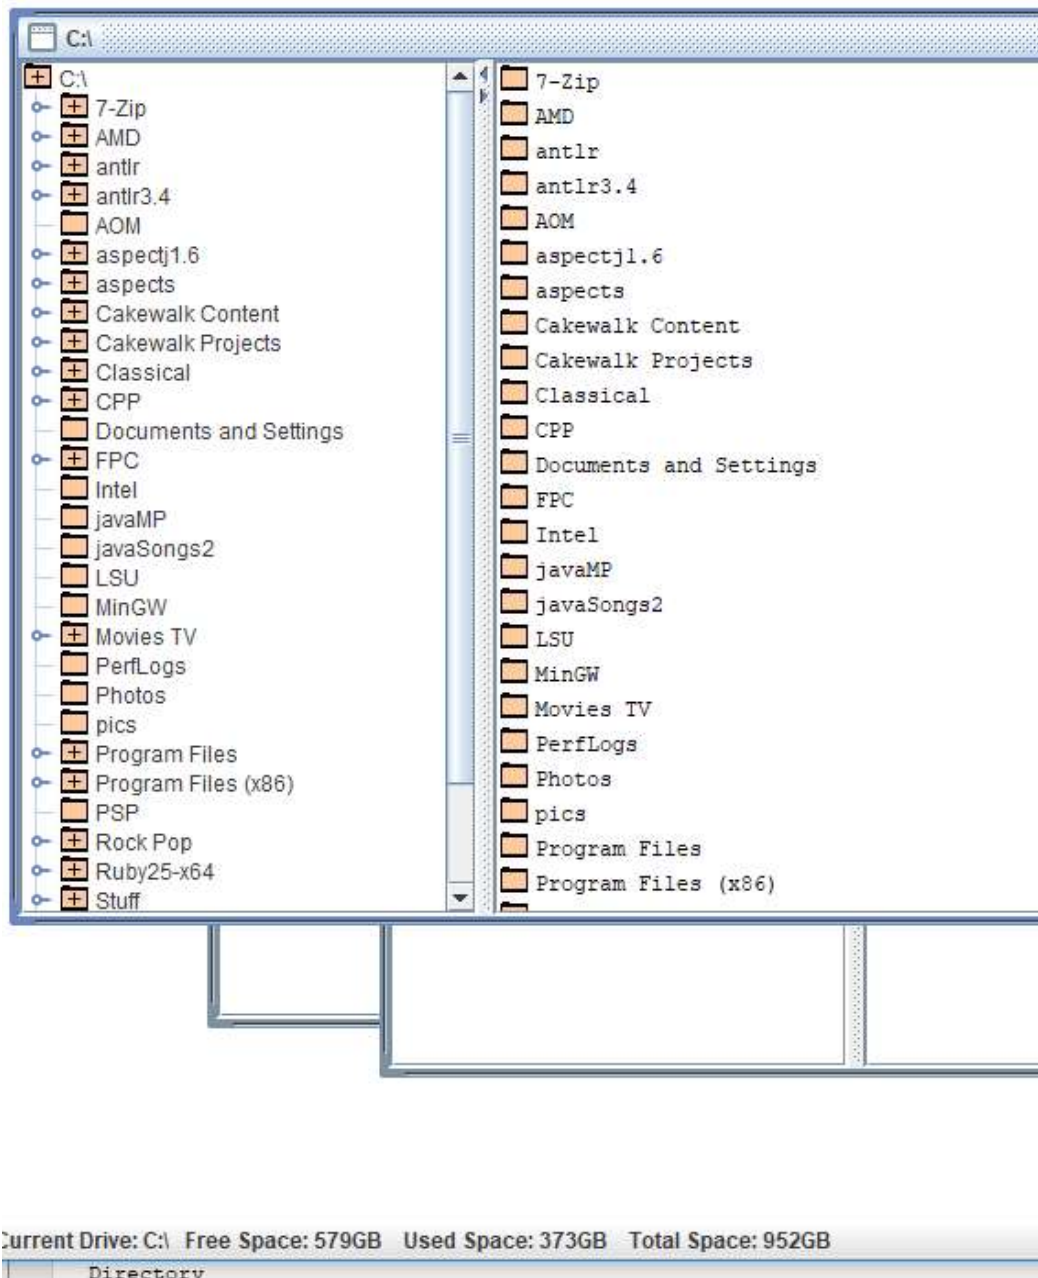 C:\
C:\
7-Zip
AMD
antlr
antlr3.4
AOM
aspectj1.6
aspects
Cakewalk Content
Cakewalk Projects
Classical
CPP
Documents and Settings
FPC
Intel
javaMP
javaSongs2
LSU
MinGW
Movies TV
PerfLogs
Photos
pics
Program Files
Program Files (x86)
PSP
Rock Pop
Ruby25-x64
Stuff
7-Zip
AMD
antlr
antlr3.4
AOM
aspectj1.6
aspects
Cakewalk Content
Cakewalk Projects
Classical
CPP
Documents and Settings
FPC
Intel
javaMP
javaSongs2
LSU
MinGW
Movies TV
PerfLogs
Photos
pics
Program Files
Program Files (x86)
Current Drive: C:\ Free Space: 579GB Used Space: 373GB Total Space: 952GB
Directory